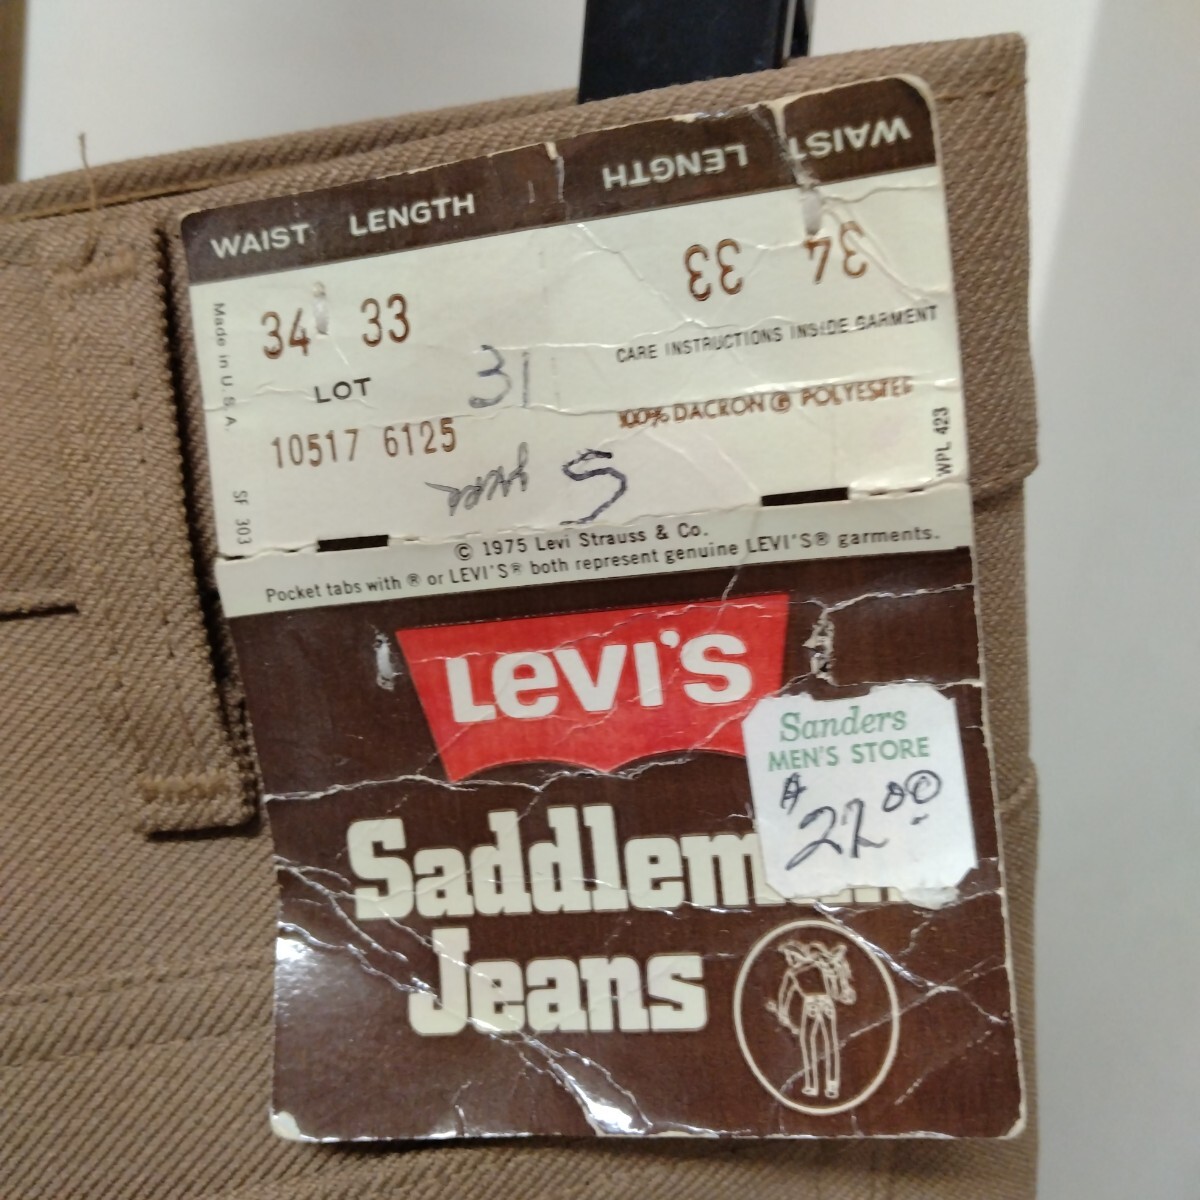 WAIST LENGTH
WAIST LENGTH
34 33
34 33
Made in U.S.A.
LOT
31
CARE INSTRUCTIONS INSIDE GARMENT
10517 6125
100% DACRON® POLYESTER
WPL 423
SF 303
5
© 1975 Levi Strauss & Co.
Pocket tabs with ® or LEVI'S® both represent genuine LEVI'S® garments.
LEVI'S
Sanders
MEN'S STORE
22 00
Saddleman
Jeans